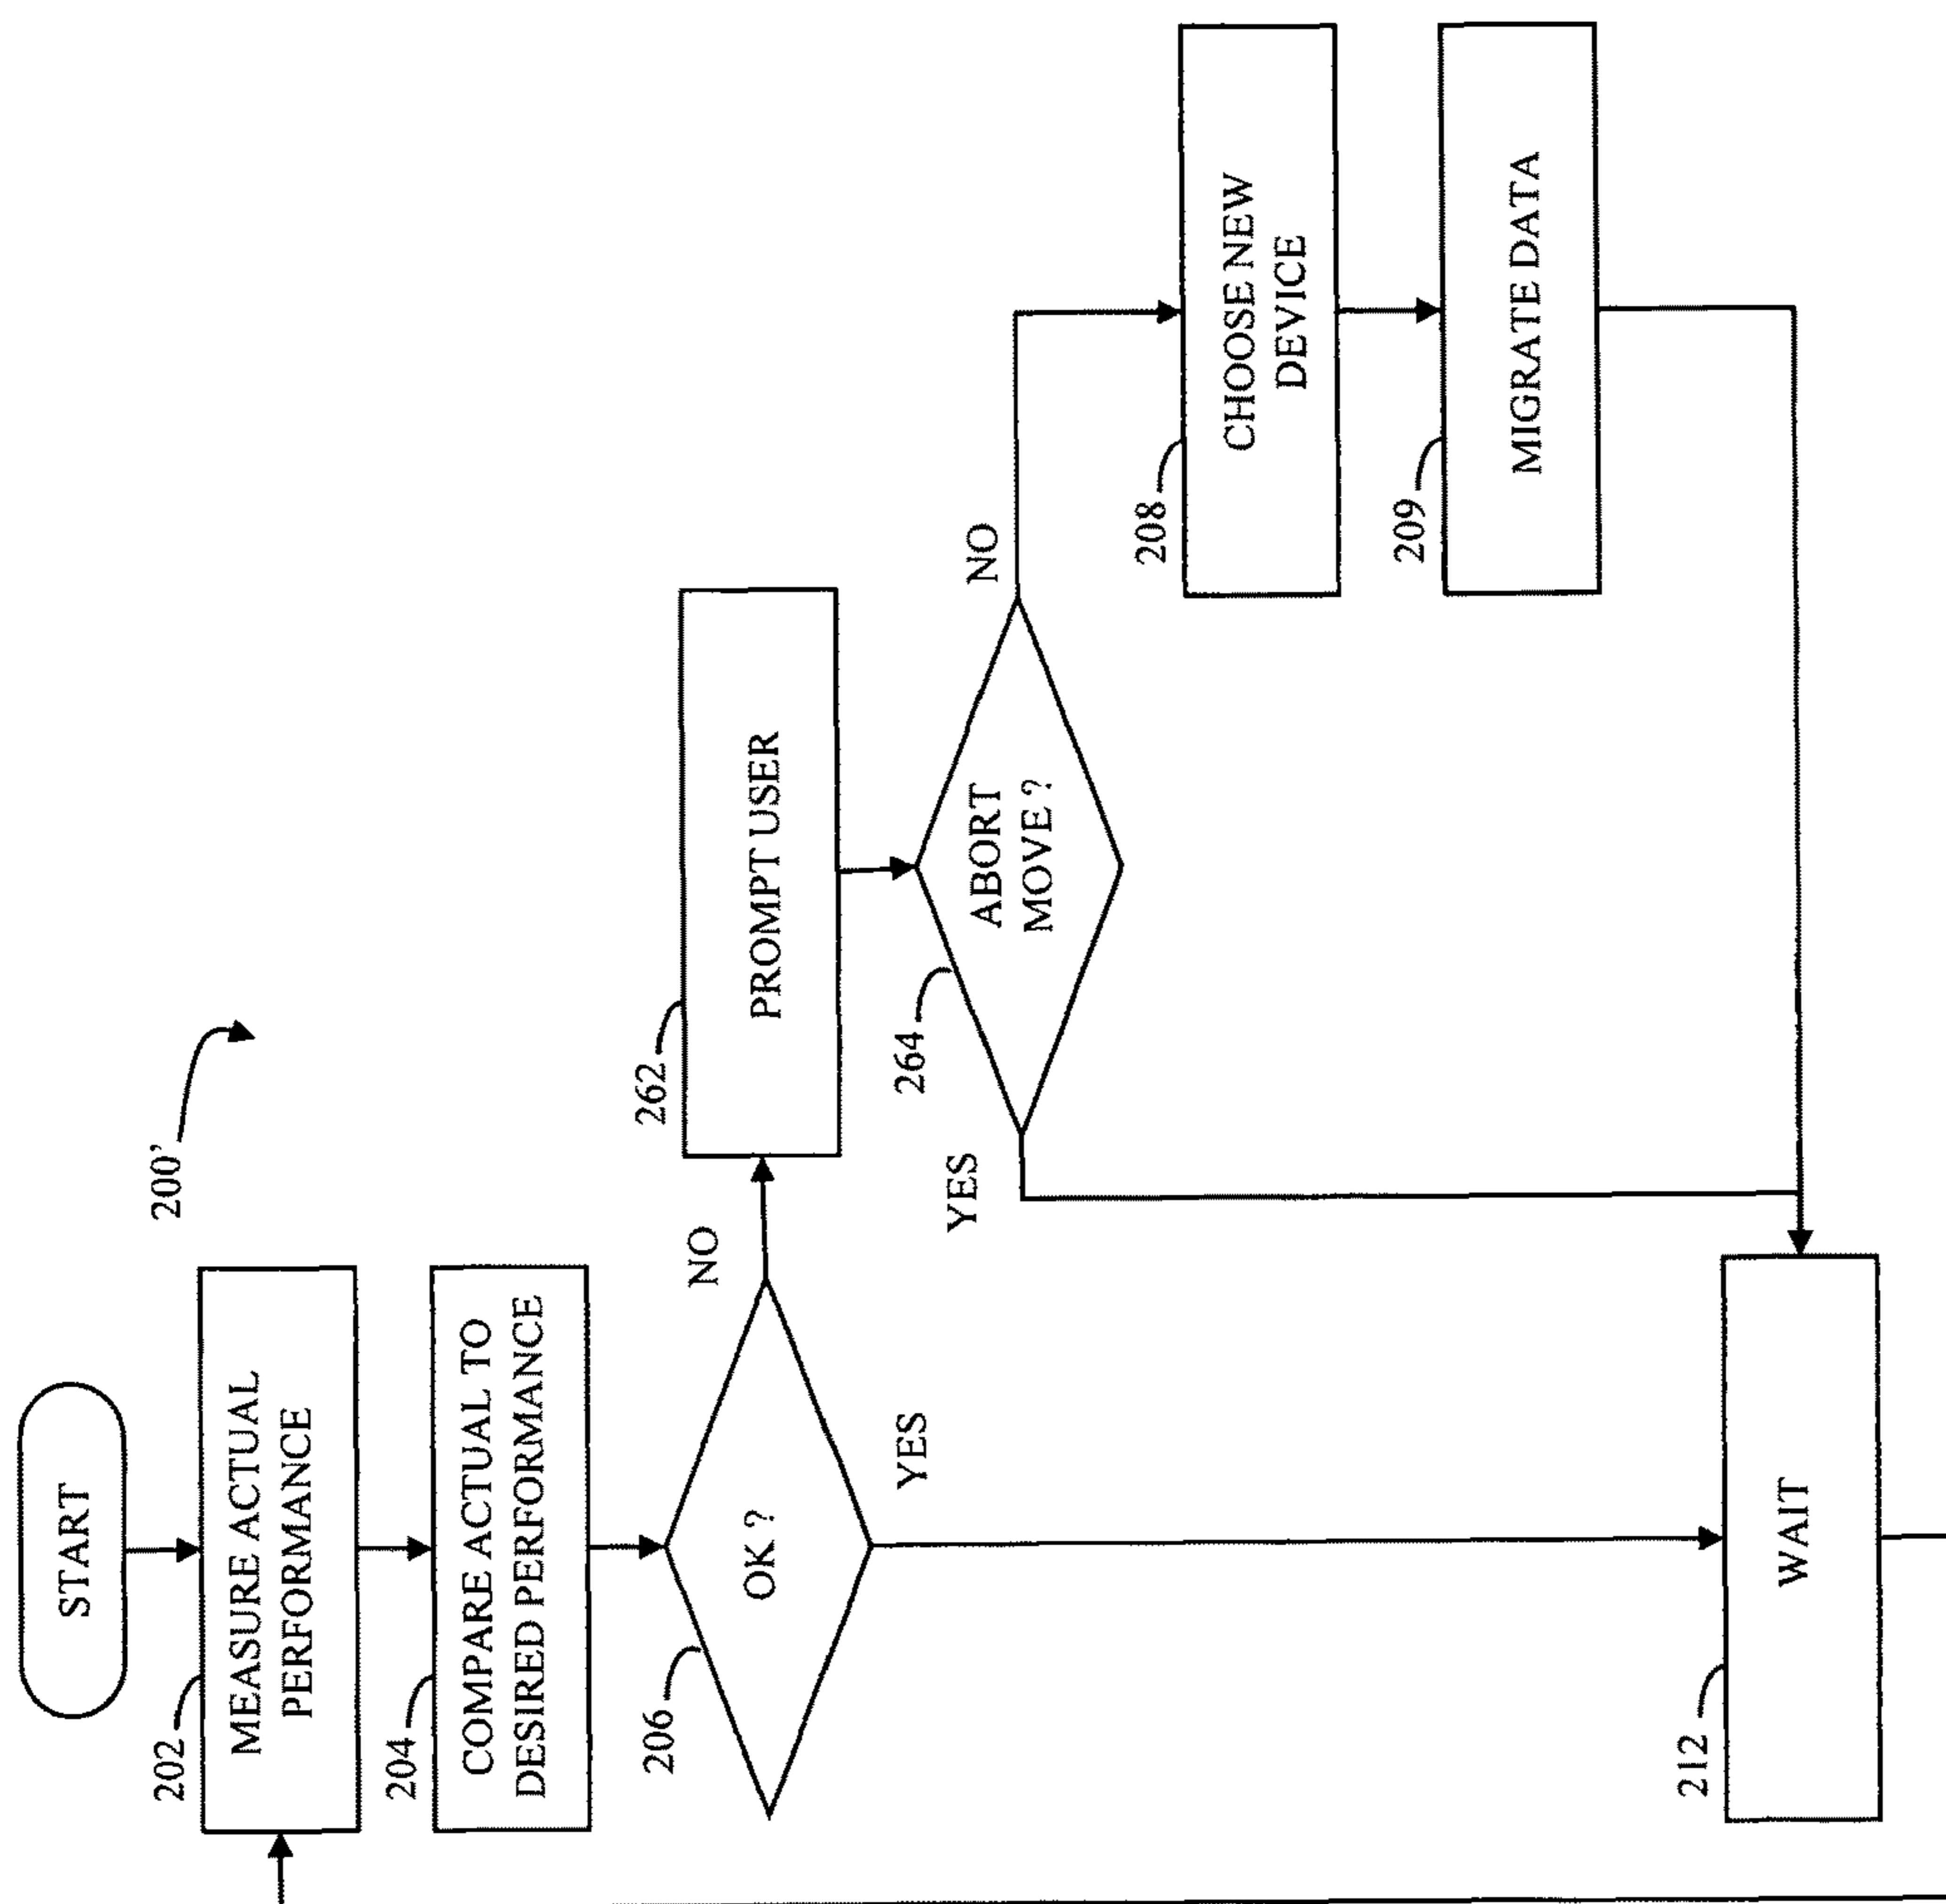 200'
START
202
MEASURE ACTUAL
PERFORMANCE
204
COMPARE ACTUAL TO
DESIRED PERFORMANCE
206
OK ?
NO
YES
262
PROMPT USER
264
ABORT
MOVE ?
YES
NO
208
CHOOSE NEW
DEVICE
209
MIGRATE DATA
212
WAIT